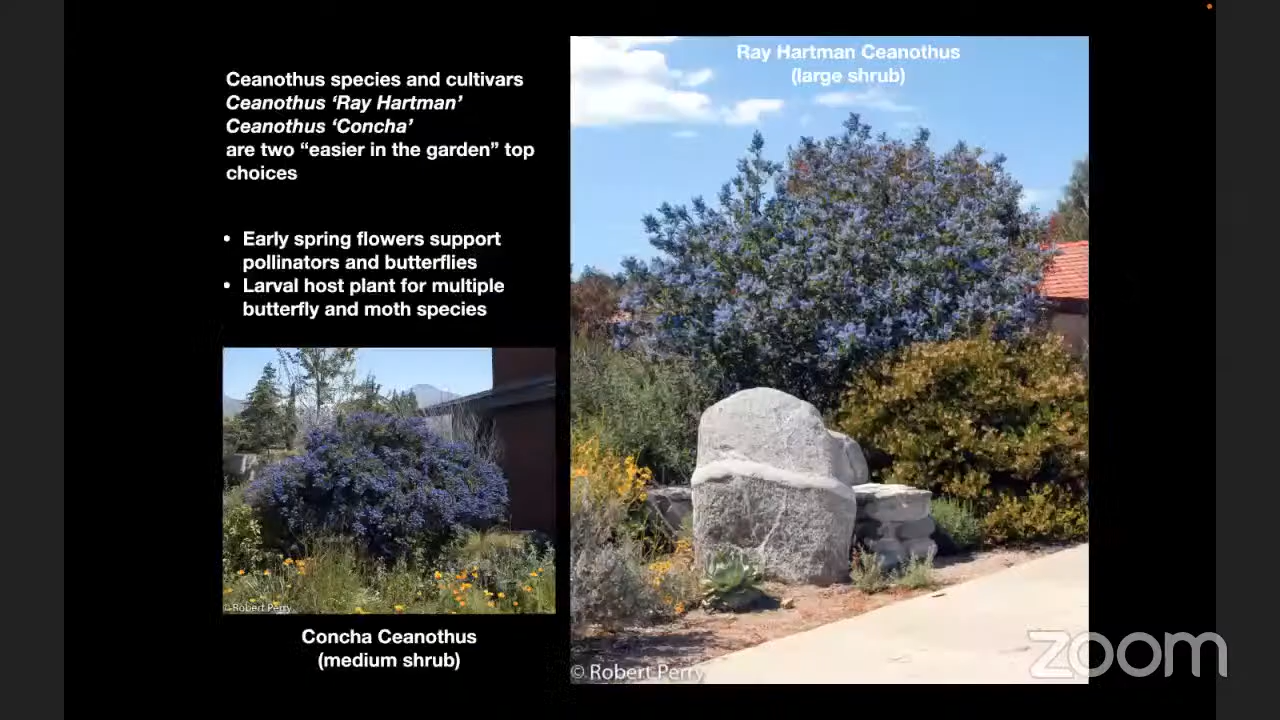 Ceanothus species and cultivars
Ceanothus ‘Ray Hartman’
Ceanothus ‘Concha’
are two “easier in the garden” top
choices
• Early spring flowers support
pollinators and butterflies
• Larval host plant for multiple
butterfly and moth species
©Robert Perry
Concha Ceanothus
(medium shrub)
Ray Hartman Ceanothus
(large shrub)
© Robert Perry
zoom